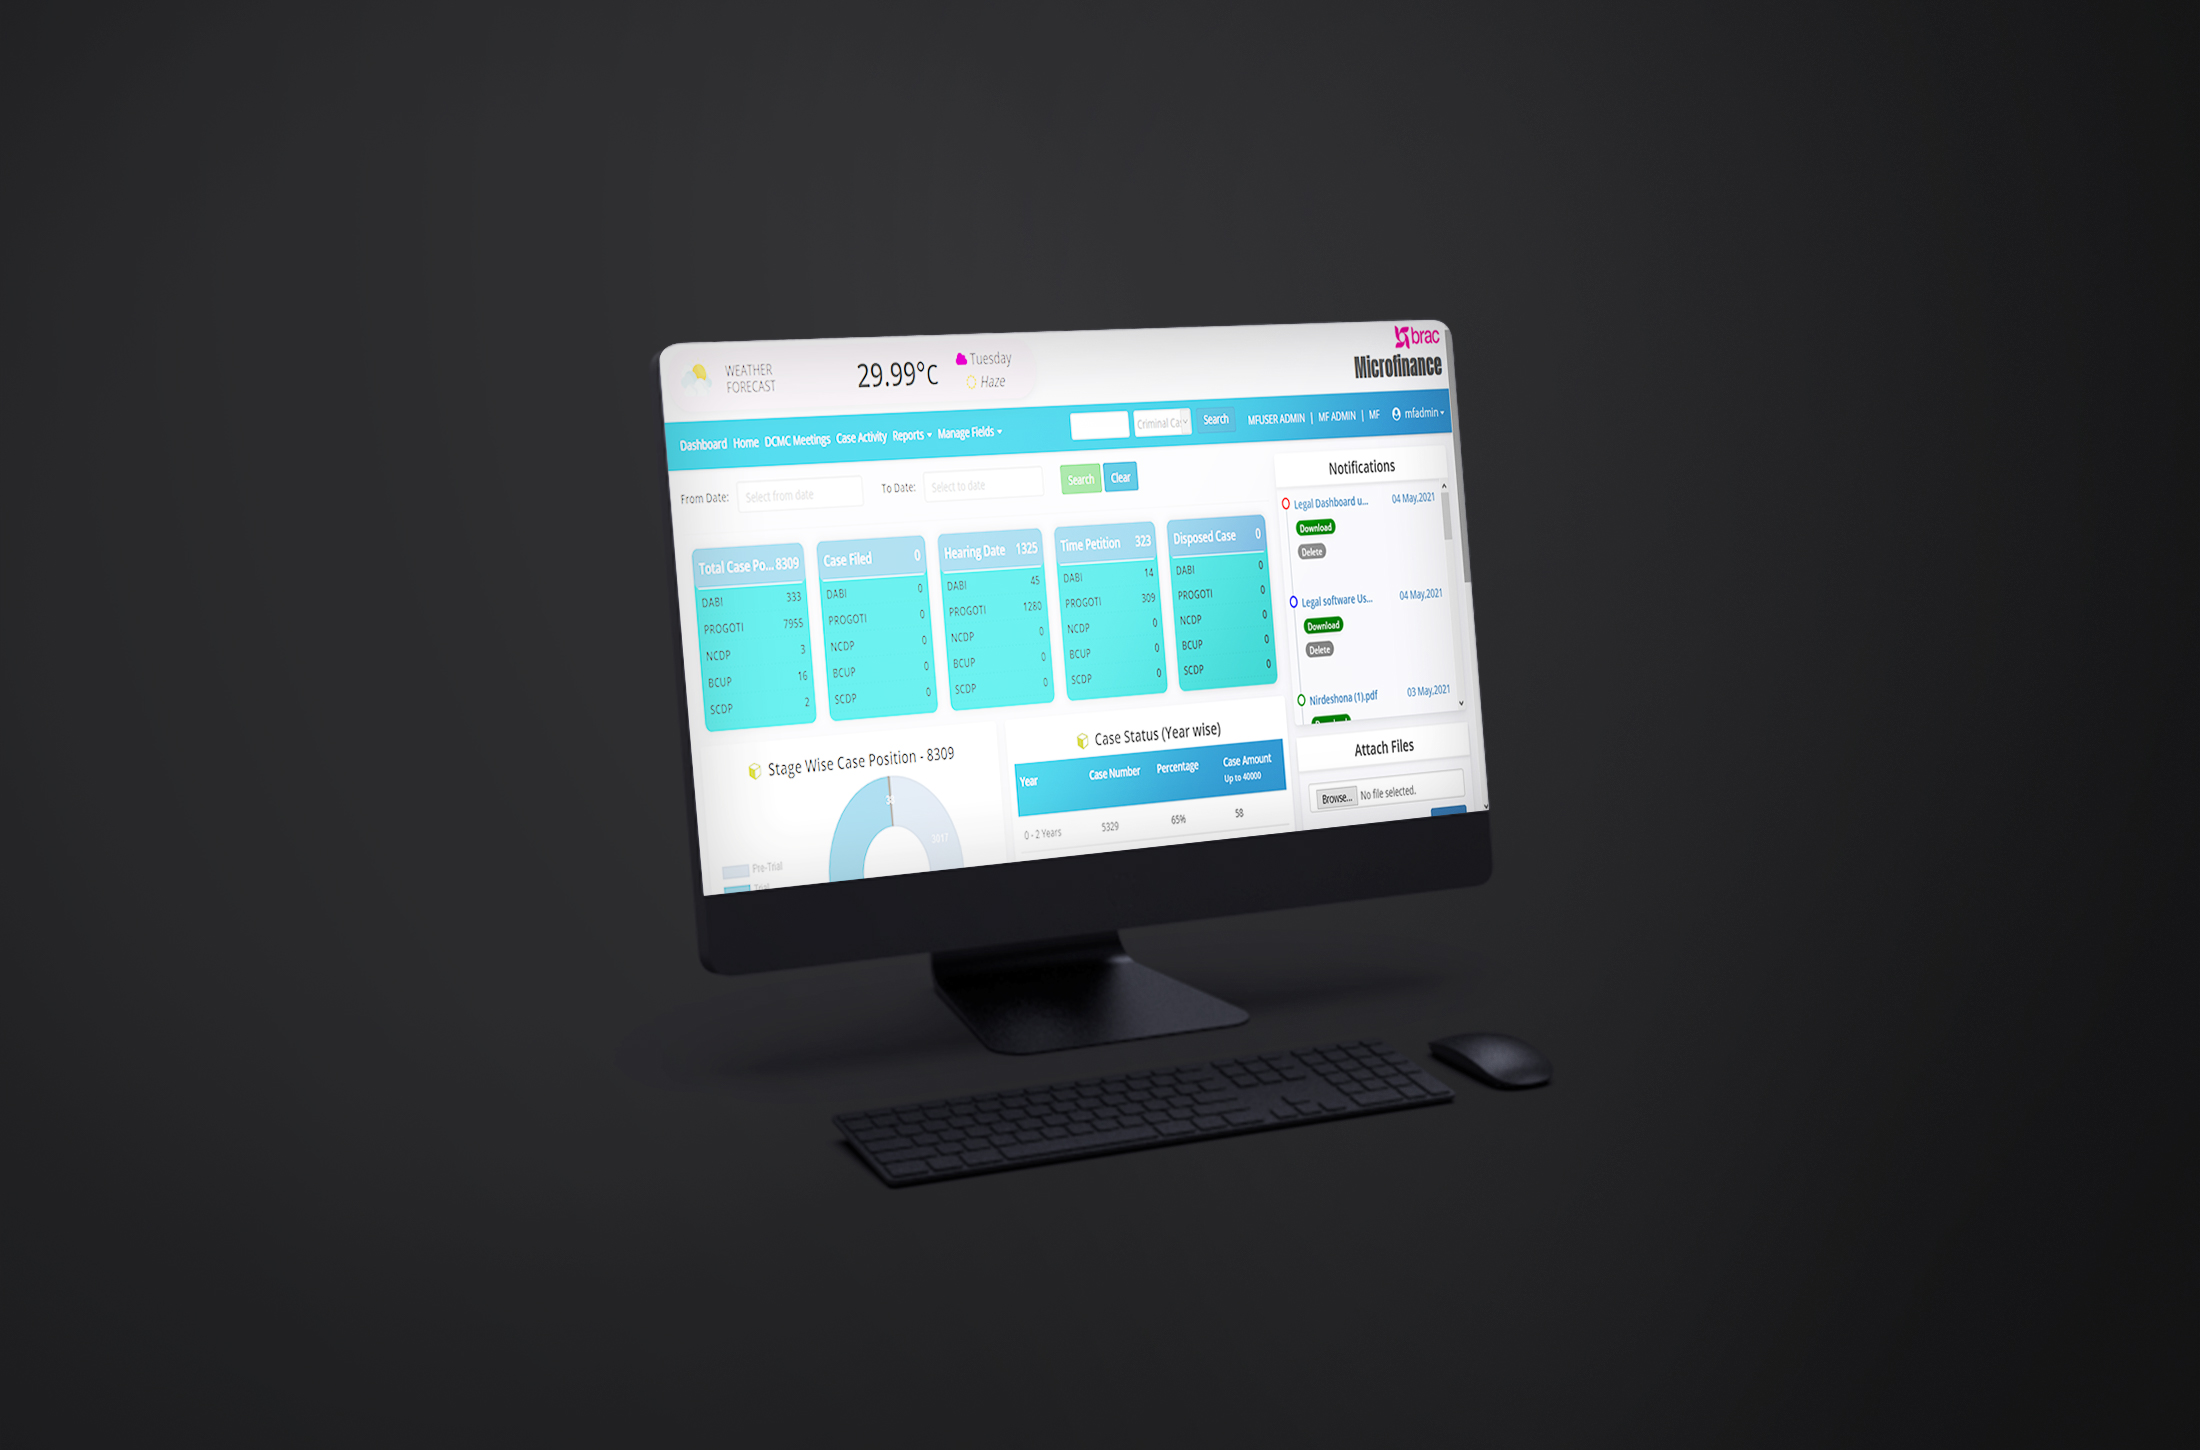 WEATHER
FORECAST
29.99°C
Tuesday
Haze
brac
Microfinance
Dashboard Home DCMC Meetings Case Activity Reports Manage Fields
Criminal Ca
Search
MFUSER ADMIN | MF ADMIN | MF
mfadmin
From Date: Select from date
To Date: Select to date
Search Clear
Total Case Po... 8309
DABI 333
PROGOTI 7955
NCDP 3
BCUP 16
SCDP 2
Case Filed 0
DABI 0
PROGOTI 0
NCDP 0
BCUP 0
SCDP 0
Hearing Date 1325
DABI 45
PROGOTI 1280
NCDP 0
BCUP 0
SCDP 0
Time Petition 323
DABI 14
PROGOTI 309
NCDP 0
BCUP 0
SCDP 0
Disposed Case 0
DABI 0
PROGOTI 0
NCDP 0
BCUP 0
SCDP 0
Notifications
Legal Dashboard u... 04 May,2021
Download
Delete
Legal software Us... 04 May,2021
Download
Delete
Nirdeshona (1).pdf 03 May,2021
Attach Files
Browse... No file selected.
Stage Wise Case Position - 8309
3017
Pre-Trial
Trial
Case Status (Year wise)
Year Case Number Percentage Case Amount
Up to 40000
0 - 2 Years 5329 65% 58